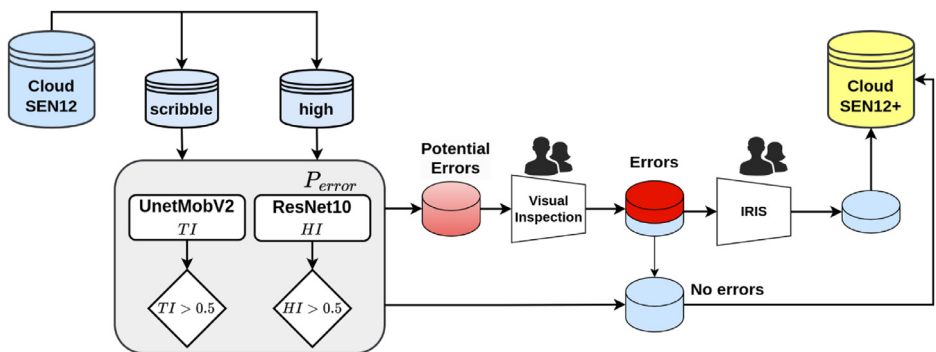 Cloud
SEN12
scribble
high
Cloud
SEN12+
Potential
Errors
Errors
Visual
Inspection
IRIS
P_error
UnetMobV2
TI
ResNet10
HI
TI > 0.5
HI > 0.5
No errors